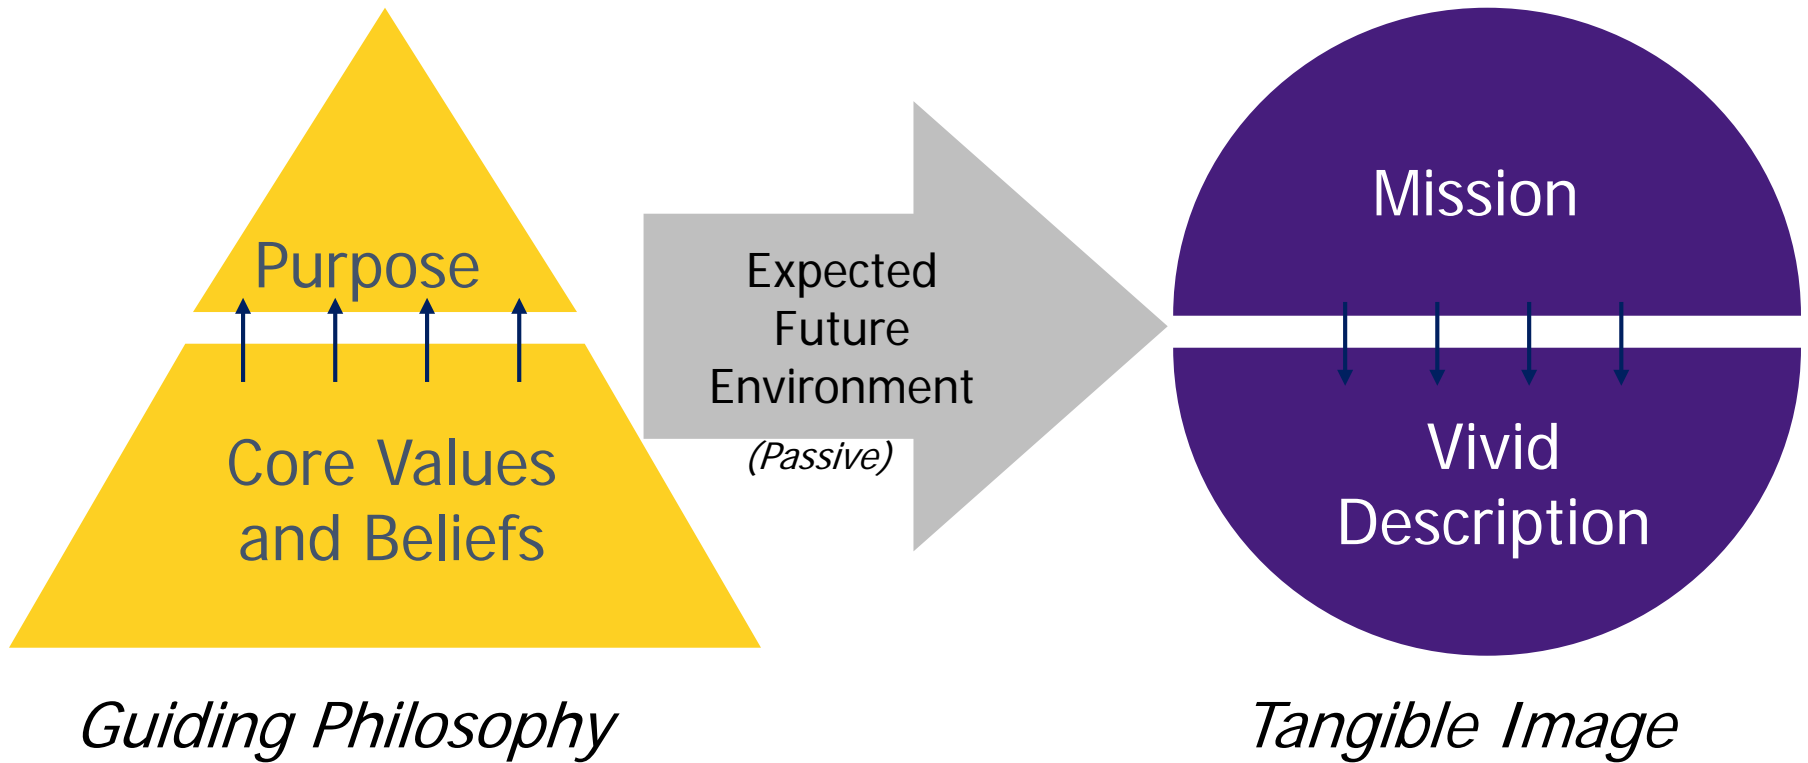 Purpose
Core Values
and Beliefs
Guiding Philosophy
Expected
Future
Environment
(Passive)
Mission
Vivid
Description
Tangible Image